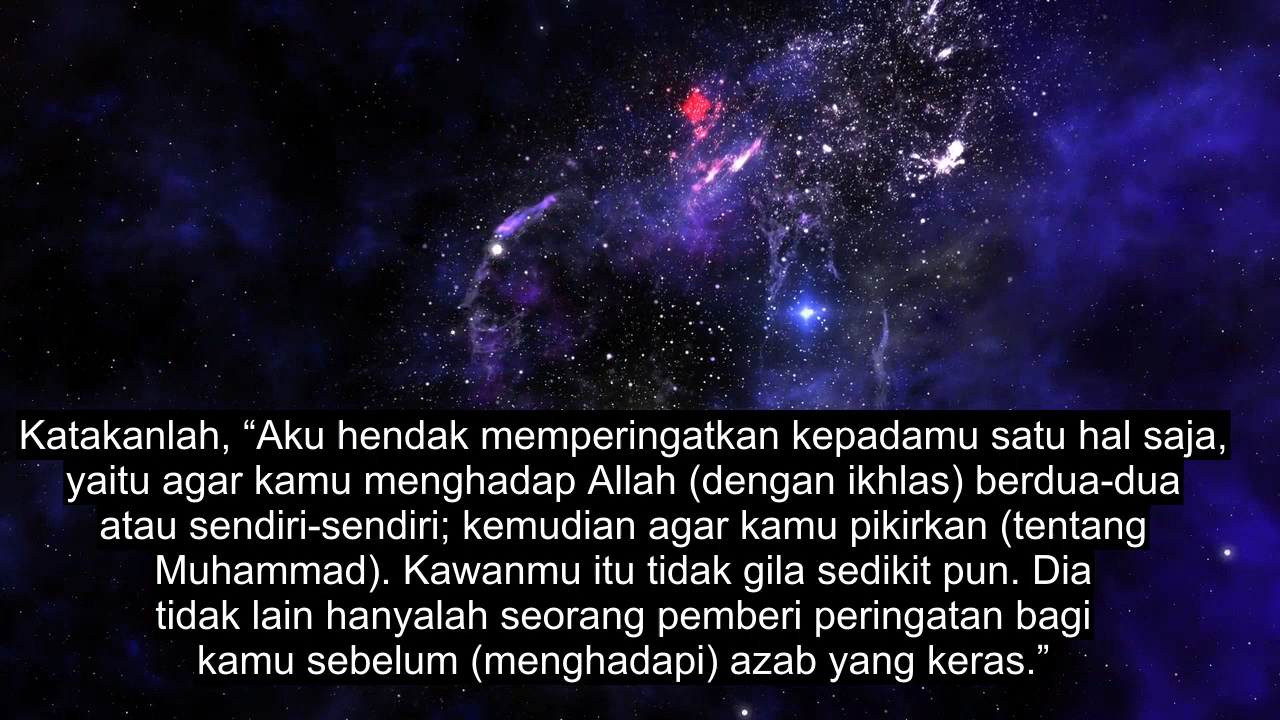 Katakanlah, “Aku hendak memperingatkan kepadamu satu hal saja,
yaitu agar kamu menghadap Allah (dengan ikhlas) berdua-dua
atau sendiri-sendiri; kemudian agar kamu pikirkan (tentang
Muhammad). Kawanmu itu tidak gila sedikit pun. Dia
tidak lain hanyalah seorang pemberi peringatan bagi
kamu sebelum (menghadapi) azab yang keras.”